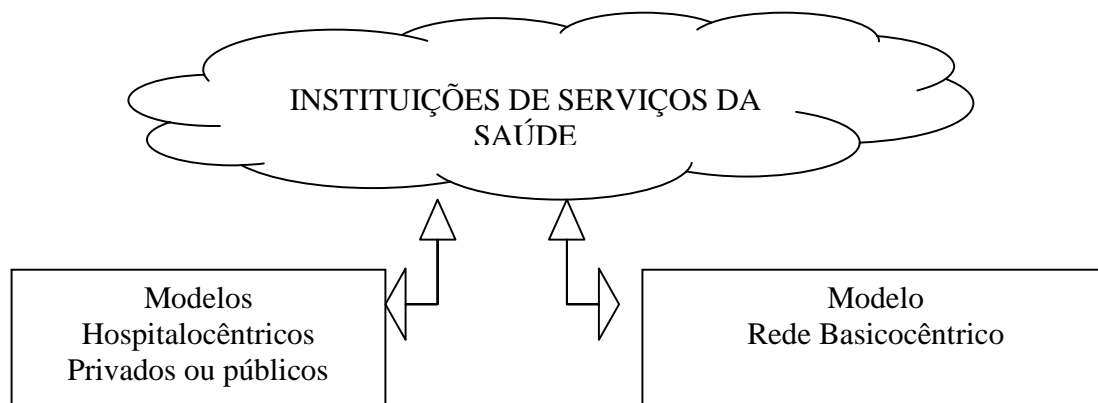 INSTITUIÇÕES DE SERVIÇOS DA
SAÚDE
Modelos
Hospitalocêntricos
Privados ou públicos
Modelo
Rede Basicocêntrico